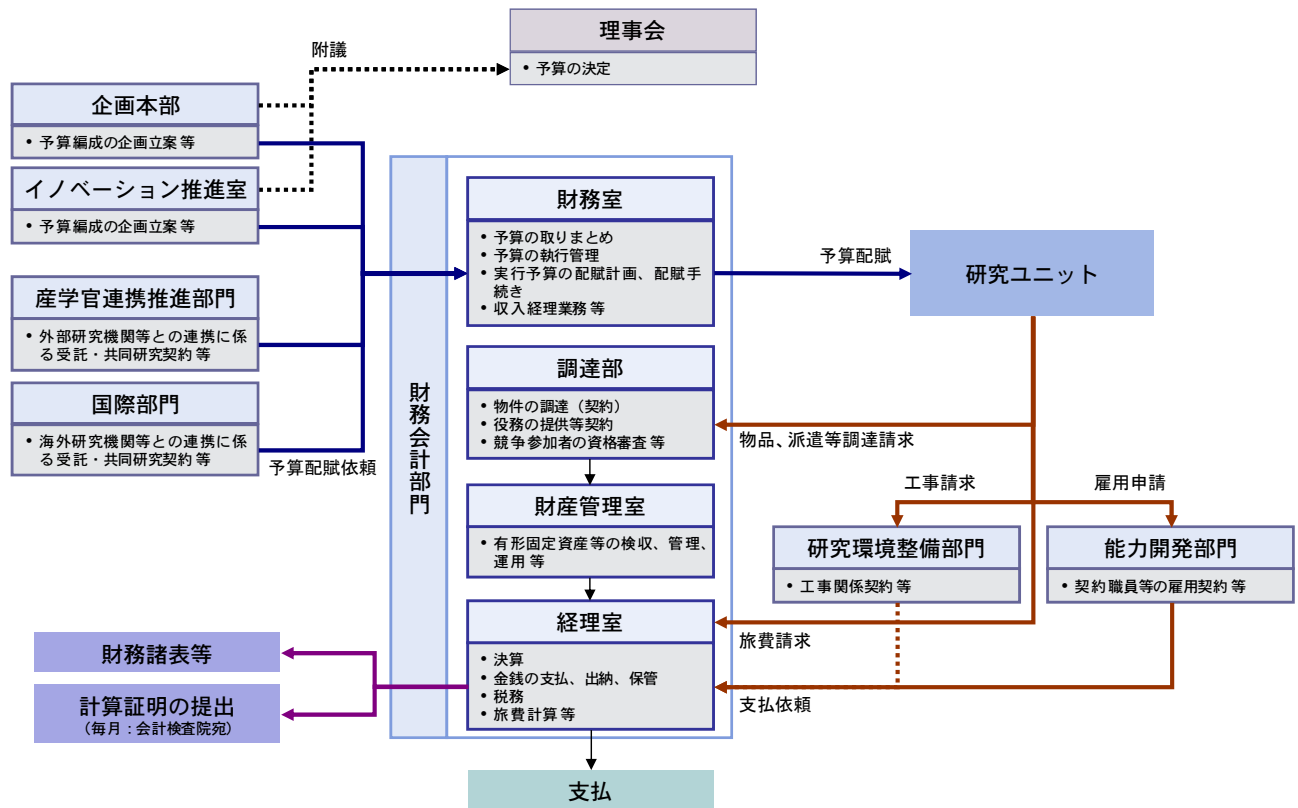 理事会
• 予算の決定
附議
企画本部
• 予算編成の企画立案等
イノベーション推進室
• 予算編成の企画立案等
産学官連携推進部門
• 外部研究機関等との連携に係
る受託・共同研究契約等
国際部門
• 海外研究機関等との連携に係
る受託・共同研究契約等
予算配賦依頼
財務会計部門
財務室
• 予算の取りまとめ
• 予算の執行管理
• 実行予算の配賦計画、配賦手
続き
• 収入経理業務等
予算配賦
研究ユニット
調達部
• 物件の調達（契約）
• 役務の提供等契約
• 競争参加者の資格審査等
物品、派遣等調達請求
財産管理室
• 有形固定資産等の検収、管理、
運用等
工事請求
雇用申請
研究環境整備部門
• 工事関係契約等
能力開発部門
• 契約職員等の雇用契約等
経理室
• 決算
• 金銭の支払、出納、保管
• 税務
• 旅費計算等
旅費請求
支払依頼
財務諸表等
計算証明の提出
（毎月：会計検査院宛）
支払